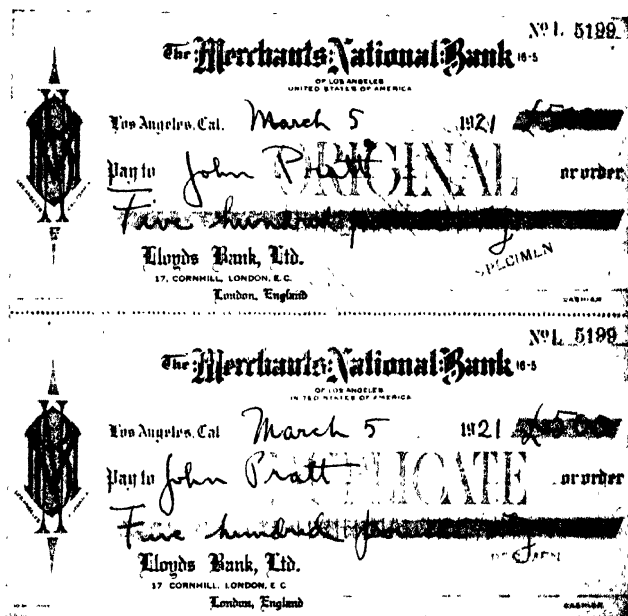 No L 5199
The Merchants National Bank 16-5
OF LOS ANGELES
UNITED STATES OF AMERICA
Los Angeles, Cal. March 5 1921 £500
Pay to John Pratt or order
ORIGINAL
Five hundred
SPECIMEN
Lloyds Bank, Ltd.
17, CORNHILL, LONDON, E.C.
London, England
CASHIER
No L 5199
The Merchants National Bank 16-5
OF LOS ANGELES
UNITED STATES OF AMERICA
Los Angeles, Cal March 5 1921 £500
Pay to John Pratt or order
DUPLICATE
Five hundred pounds
Lloyds Bank, Ltd.
17 CORNHILL, LONDON, E C
London, England
CASHIER